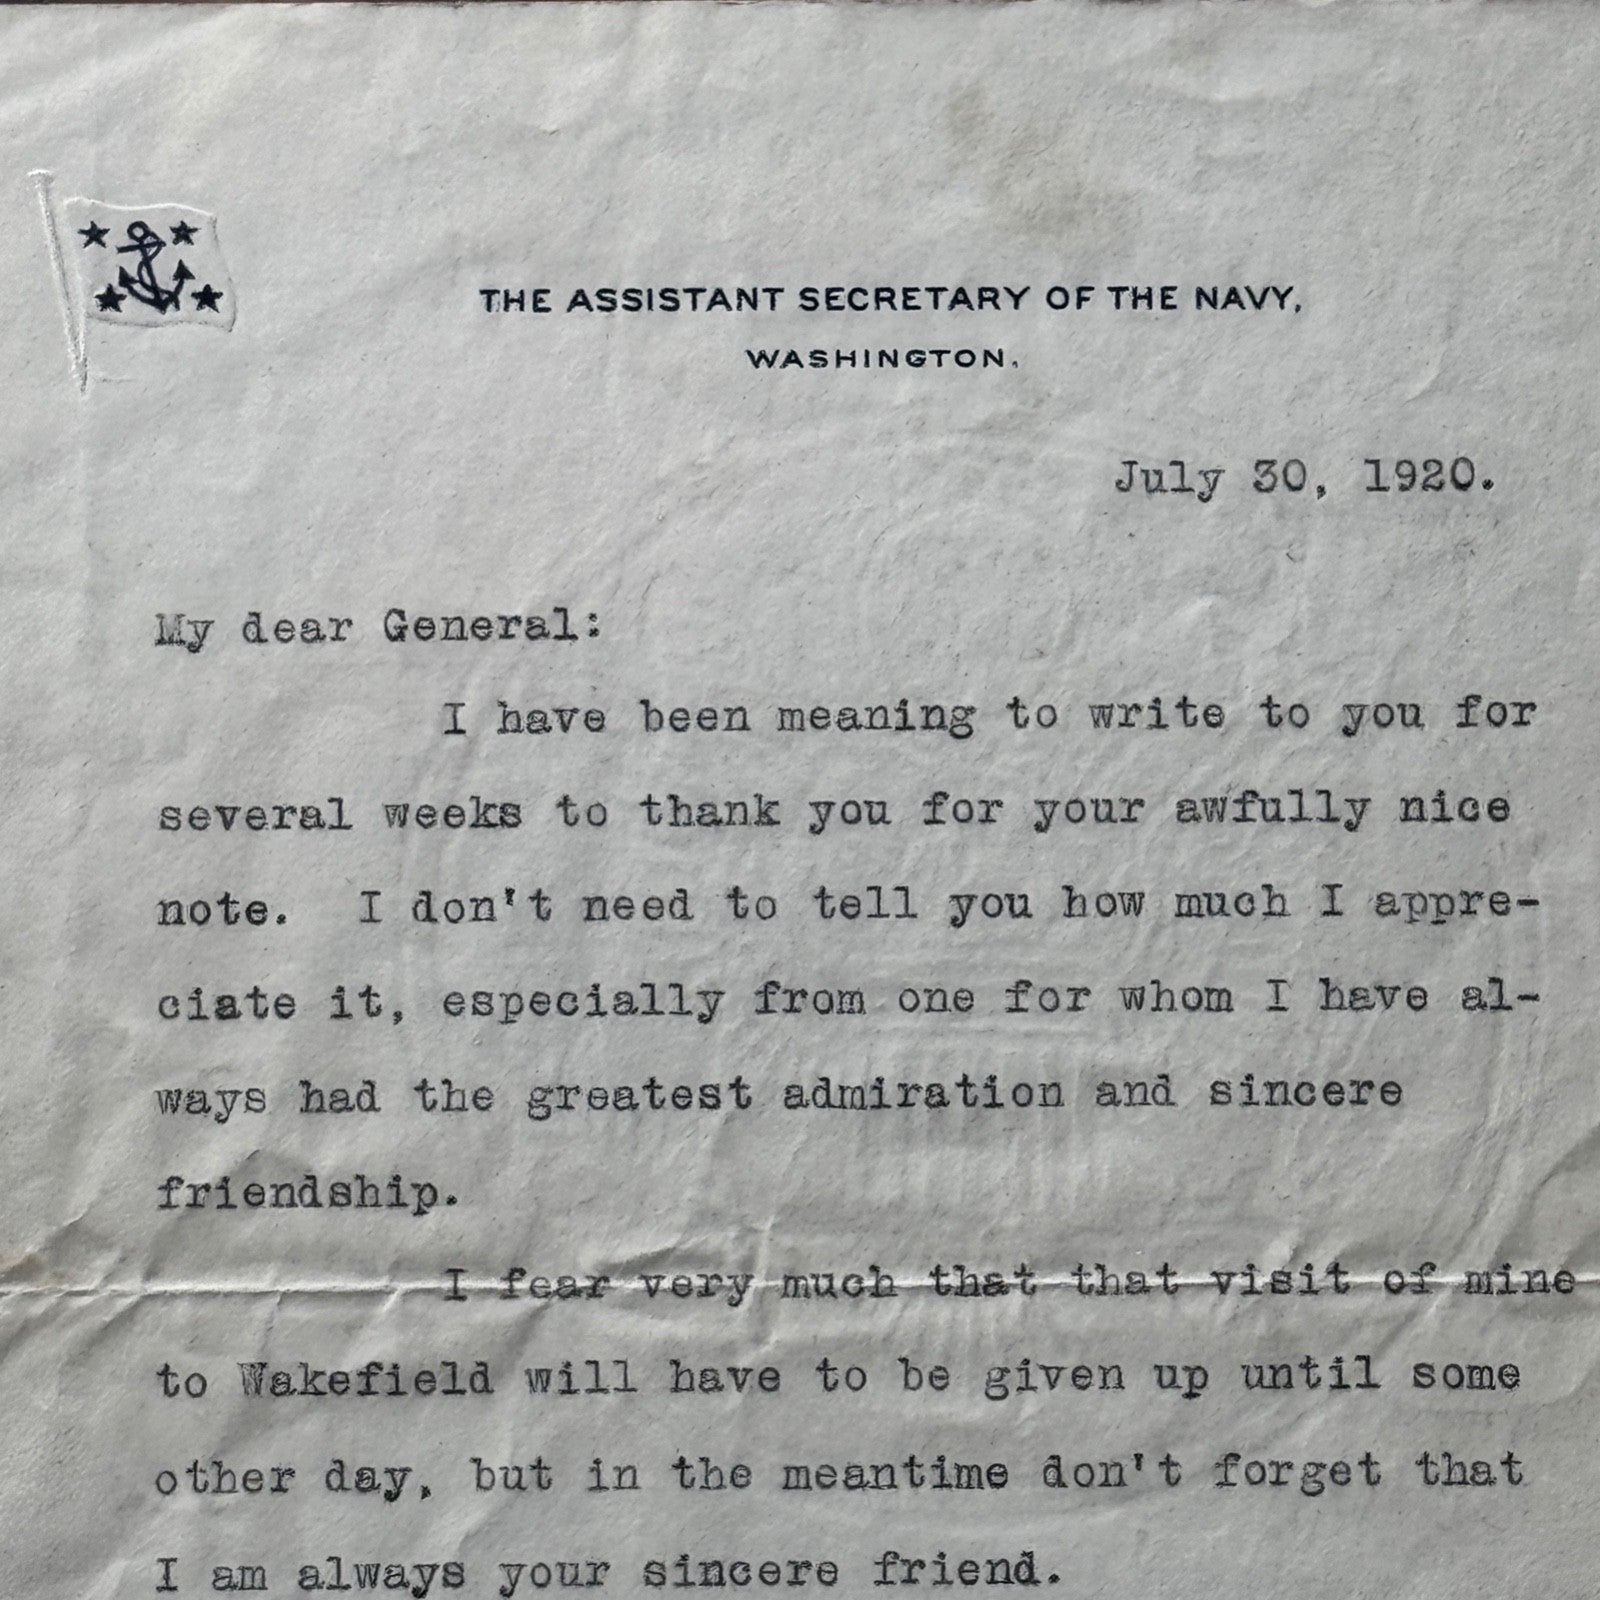 THE ASSISTANT SECRETARY OF THE NAVY,
WASHINGTON.
July 30, 1920.
My dear General:
I have been meaning to write to you for
several weeks to thank you for your awfully nice
note. I don't need to tell you how much I appre-
ciate it, especially from one for whom I have al-
ways had the greatest admiration and sincere
friendship.
I fear very much that that visit of mine
to Wakefield will have to be given up until some
other day, but in the meantime don't forget that
I am always your sincere friend.